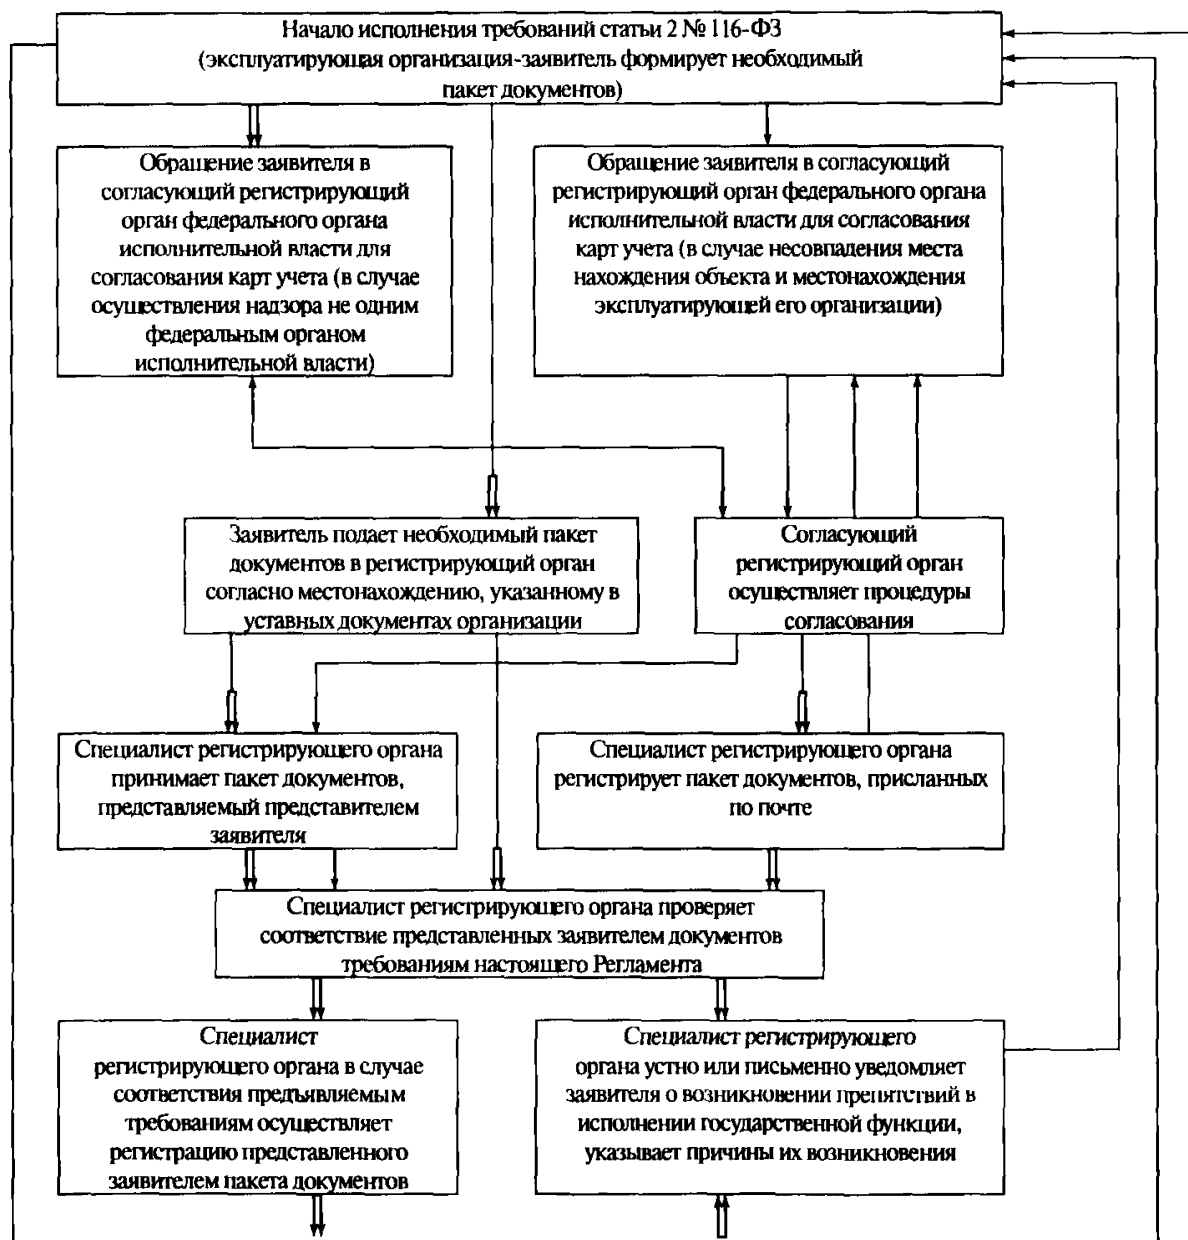 Начало исполнения требований статьи 2 № 116-ФЗ
(эксплуатирующая организация-заявитель формирует необходимый
пакет документов)
Обращение заявителя в
согласующий регистрирующий
орган федерального органа
исполнительной власти для
согласования карт учета (в случае
осуществления надзора не одним
федеральным органом
исполнительной власти)
Обращение заявителя в согласующий
регистрирующий орган федерального органа
исполнительной власти для согласования
карт учета (в случае несовпадения места
нахождения объекта и местонахождения
эксплуатирующей его организации)
Заявитель подает необходимый пакет
документов в регистрирующий орган
согласно местонахождению, указанному в
уставных документах организации
Согласующий
регистрирующий орган
осуществляет процедуры
согласования
Специалист регистрирующего органа
принимает пакет документов,
представляемый представителем
заявителя
Специалист регистрирующего органа
регистрирует пакет документов, присланных
по почте
Специалист регистрирующего органа проверяет
соответствие представленных заявителем документов
требованиям настоящего Регламента
Специалист
регистрирующего органа в случае
соответствия предъявляемым
требованиям осуществляет
регистрацию представленного
заявителем пакета документов
Специалист регистрирующего
органа устно или письменно уведомляет
заявителя о возникновении препятствий в
исполнении государственной функции,
указывает причины их возникновения